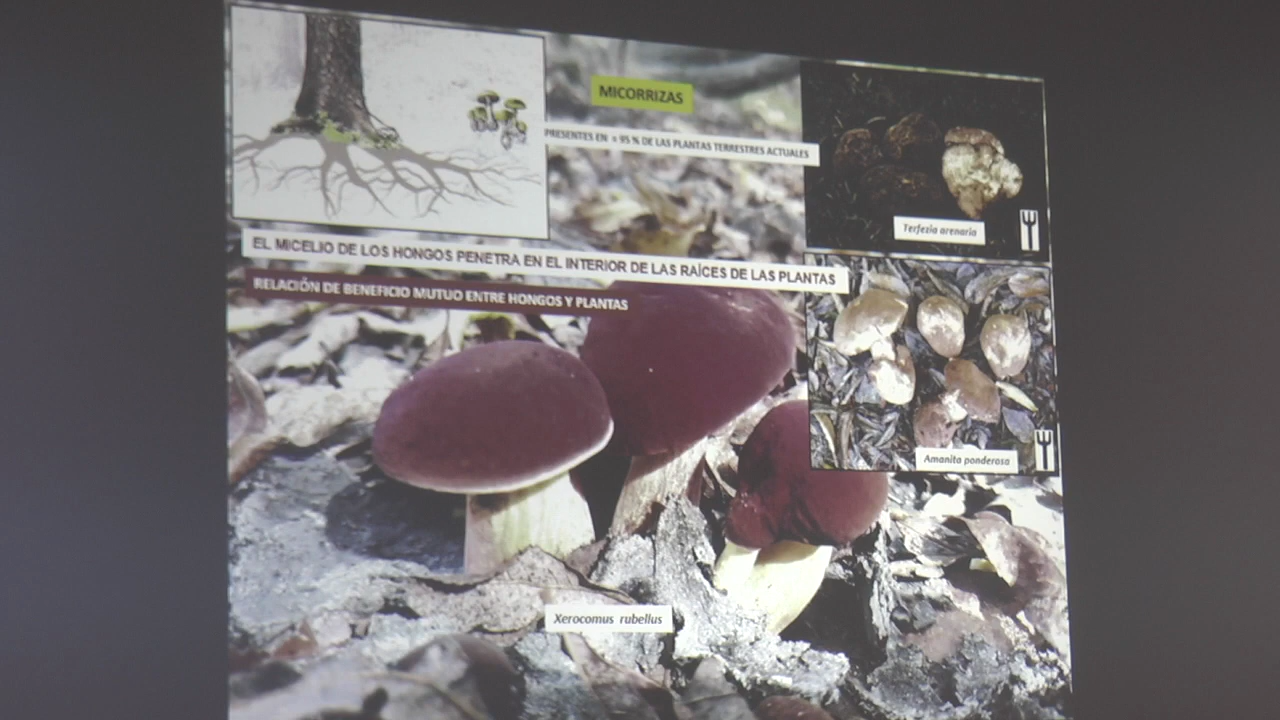 MICORRIZAS
PRESENTES EN ± 95 % DE LAS PLANTAS TERRESTRES ACTUALES
EL MICELIO DE LOS HONGOS PENETRA EN EL INTERIOR DE LAS RAÍCES DE LAS PLANTAS
RELACIÓN DE BENEFICIO MUTUO ENTRE HONGOS Y PLANTAS
Terfezia arenaria
Amanita ponderosa
Xerocomus rubellus